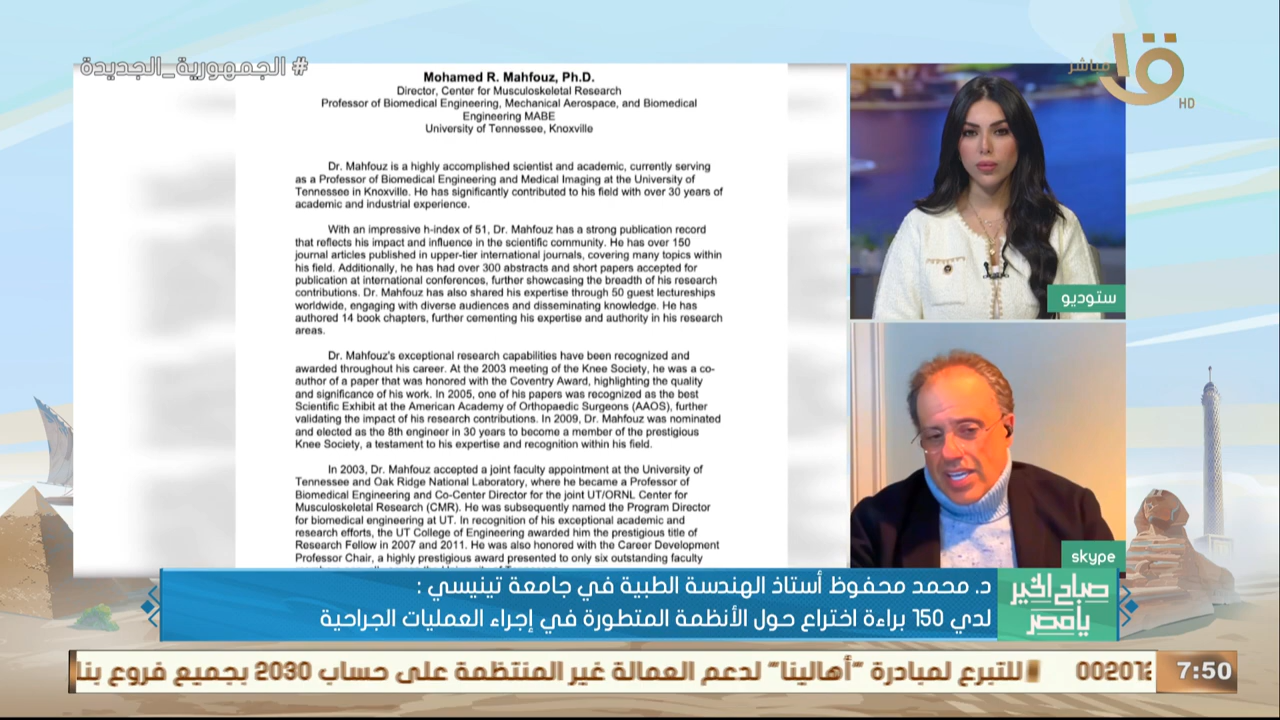 # الجمهورية_الجديدة
مباشر
HD
Mohamed R. Mahfouz, Ph.D.
Director, Center for Musculoskeletal Research
Professor of Biomedical Engineering, Mechanical Aerospace, and Biomedical
Engineering MABE
University of Tennessee, Knoxville
Dr. Mahfouz is a highly accomplished scientist and academic, currently serving
as a Professor of Biomedical Engineering and Medical Imaging at the University of
Tennessee in Knoxville. He has significantly contributed to his field with over 30 years of
academic and industrial experience.
With an impressive h-index of 51, Dr. Mahfouz has a strong publication record
that reflects his impact and influence in the scientific community. He has over 150
journal articles published in upper-tier international journals, covering many topics within
his field. Additionally, he has had over 300 abstracts and short papers accepted for
publication at international conferences, further showcasing the breadth of his research
contributions. Dr. Mahfouz has also shared his expertise through 50 guest lectureships
worldwide, engaging with diverse audiences and disseminating knowledge. He has
authored 14 book chapters, further cementing his expertise and authority in his research
areas.
Dr. Mahfouz's exceptional research capabilities have been recognized and
awarded throughout his career. At the 2003 meeting of the Knee Society, he was a co-
author of a paper that was honored with the Coventry Award, highlighting the quality
and significance of his work. In 2005, one of his papers was recognized as the best
Scientific Exhibit at the American Academy of Orthopaedic Surgeons (AAOS), further
validating the impact of his research contributions. In 2009, Dr. Mahfouz was nominated
and elected as the 8th engineer in 30 years to become a member of the prestigious
Knee Society, a testament to his expertise and recognition within his field.
In 2003, Dr. Mahfouz accepted a joint faculty appointment at the University of
Tennessee and Oak Ridge National Laboratory, where he became a Professor of
Biomedical Engineering and Co-Center Director for the joint UT/ORNL Center for
Musculoskeletal Research (CMR). He was subsequently named the Program Director
for biomedical engineering at UT. In recognition of his exceptional academic and
research efforts, the UT College of Engineering awarded him the prestigious title of
Research Fellow in 2007 and 2011. He was also honored with the Career Development
Professor Chair, a highly prestigious award presented to only six outstanding faculty
ستوديو
skype
صباح الخير
يا مصر
د. محمد محفوظ أستاذ الهندسة الطبية في جامعة تينيسي :
لدي 150 براءة اختراع حول الأنظمة المتطورة في إجراء العمليات الجراحية
للتبرع لمبادرة "أهالينا" لدعم العمالة غير المنتظمة على حساب 2030 بجميع فروع بنا
7:50